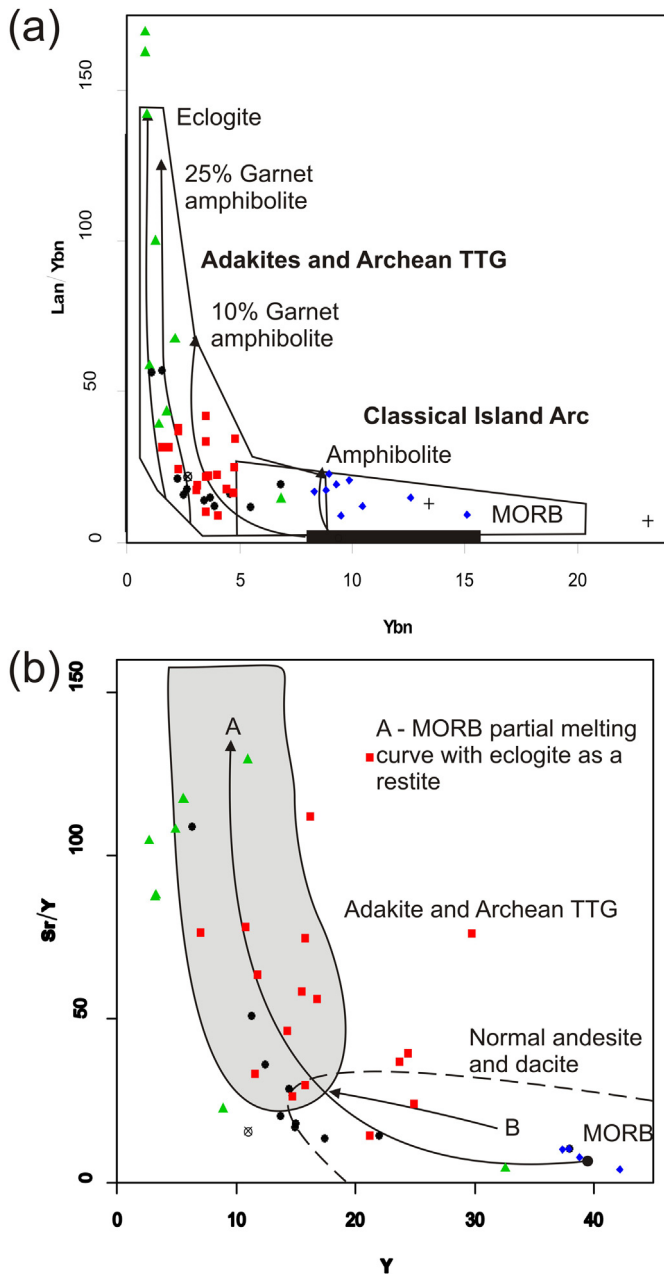 (a)
150
100
50
0
Lan/Ybn
Eclogite
25% Garnet
amphibolite
Adakites and Archean TTG
10% Garnet
amphibolite
Classical Island Arc
Amphibolite
MORB
0
5
10
15
20
Ybn
(b)
150
100
50
0
Sr/Y
A
A - MORB partial melting
curve with eclogite as a
restite
Adakite and Archean TTG
Normal andesite
and dacite
B
MORB
0
10
20
30
40
Y